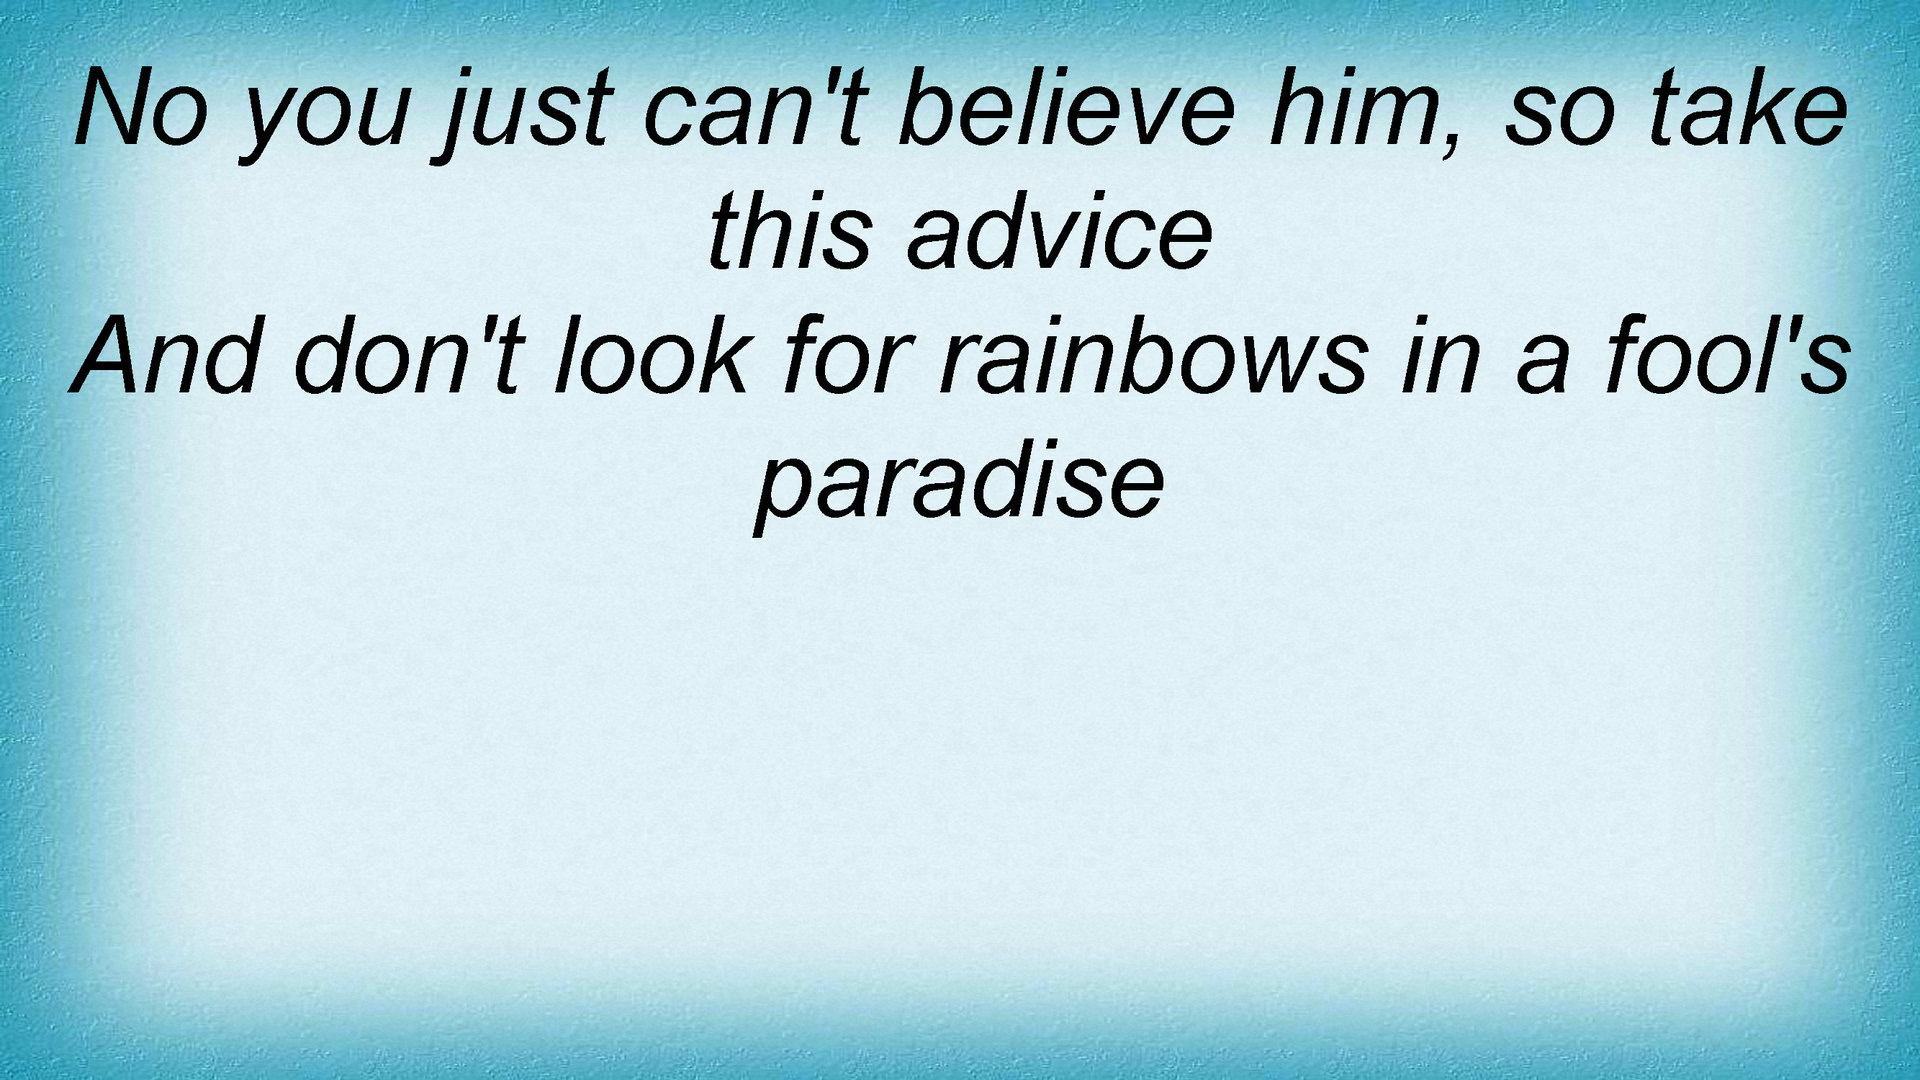 No you just can't believe him, so take
this advice
And don't look for rainbows in a fool's
paradise